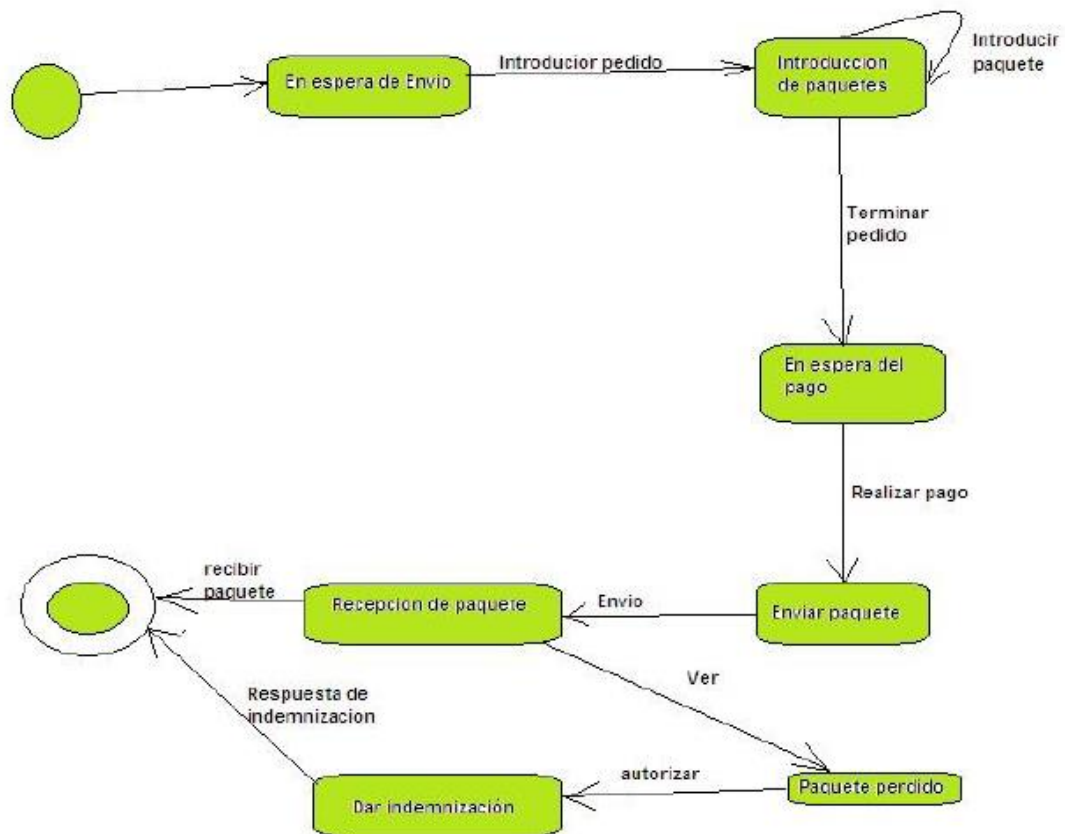 En espera de Envio
Introducior pedido
Introduccion
de paquetes
Introducir
paquete
Terminar
pedido
En espera del
pago
Realizar pago
Enviar paquete
Envio
Recepcion de paquete
recibir
paquete
Ver
Paquete perdido
autorizar
Dar indemnización
Respuesta de
indemnizacion